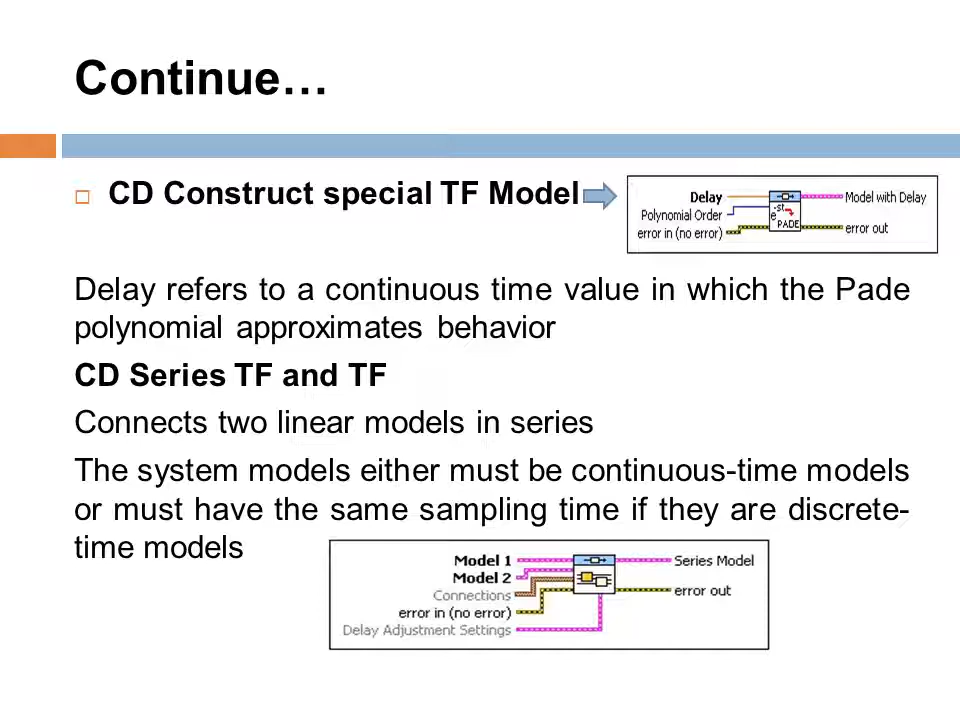 Continue…
CD Construct special TF Model
Delay
Polynomial Order
error in (no error)
-st
e
PADE
Model with Delay
error out
Delay refers to a continuous time value in which the Pade
polynomial approximates behavior
CD Series TF and TF
Connects two linear models in series
The system models either must be continuous-time models
or must have the same sampling time if they are discrete-
time models
Model 1
Model 2
Connections
error in (no error)
Delay Adjustment Settings
Series Model
error out